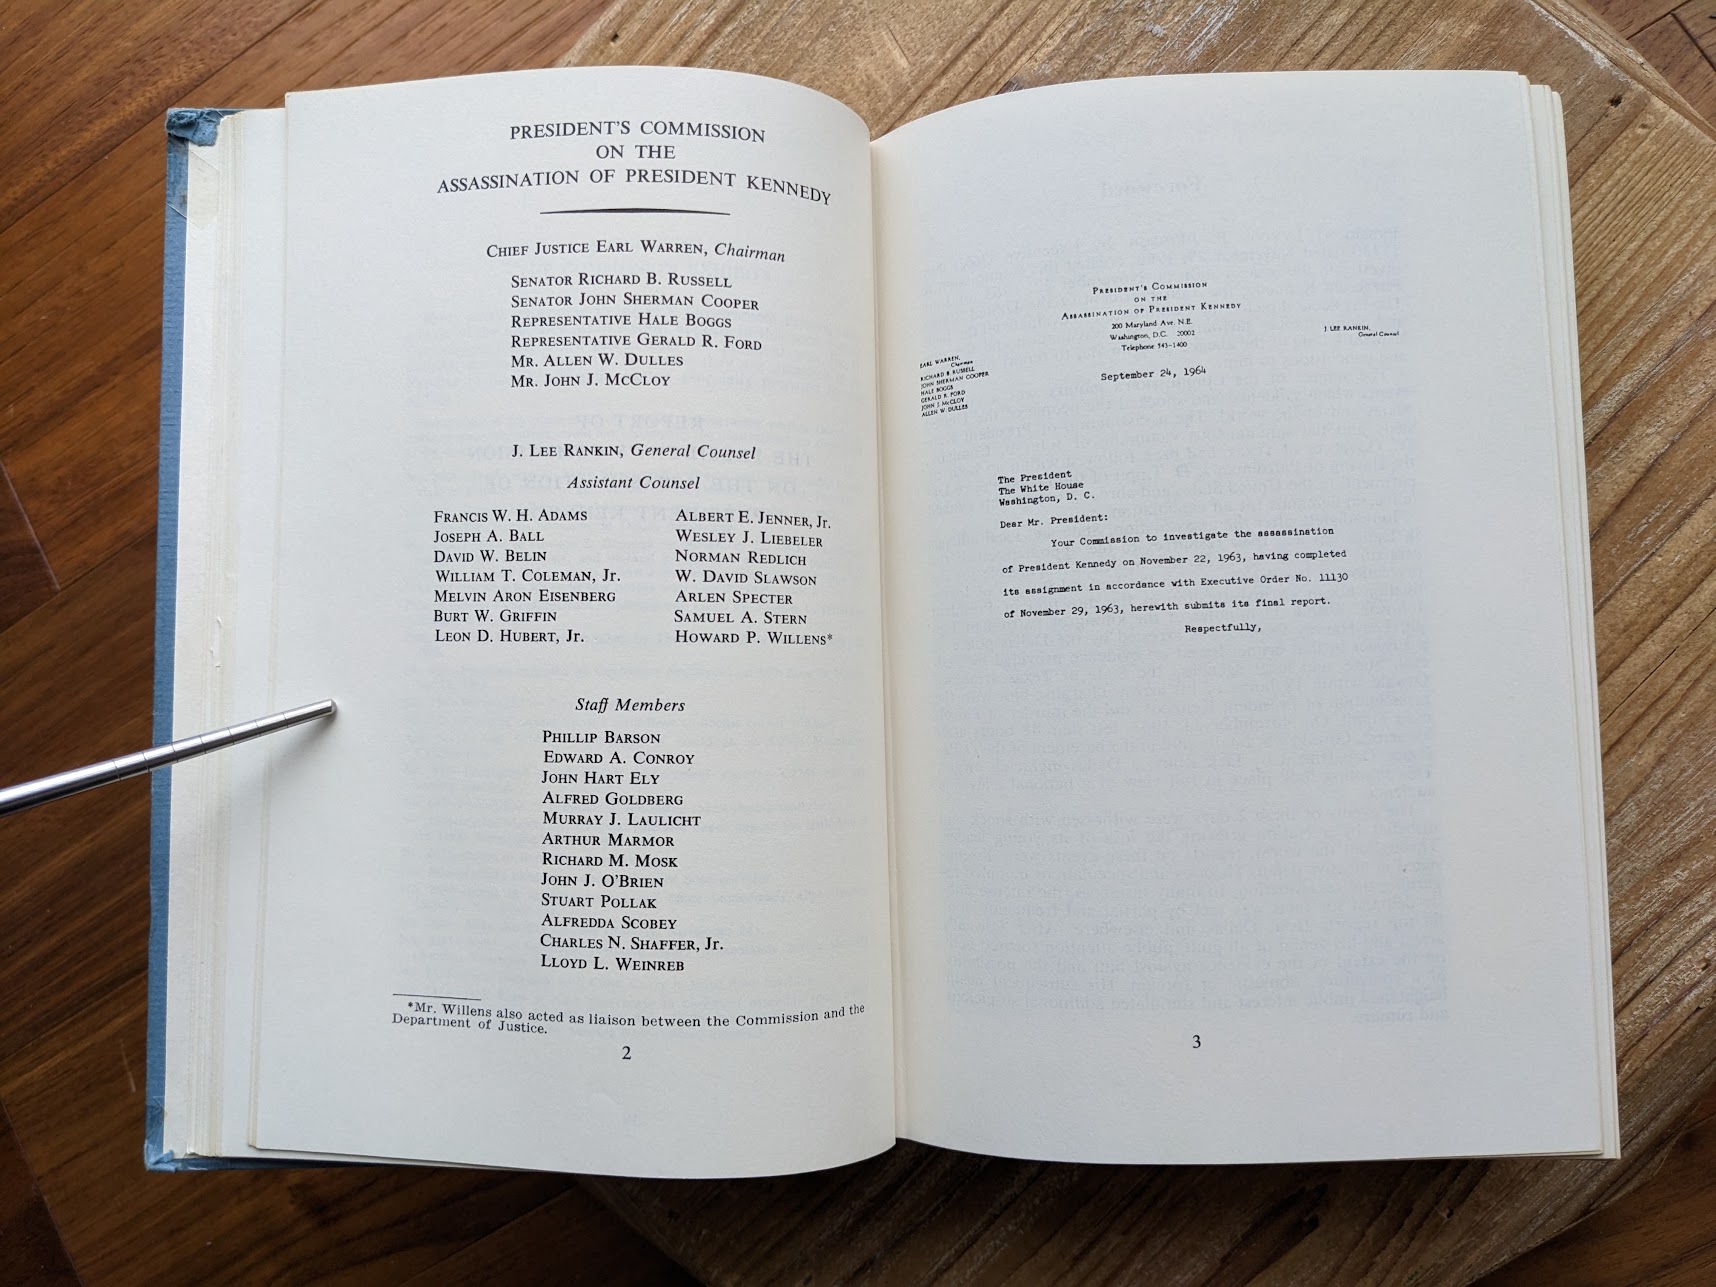 PRESIDENT'S COMMISSION
ON THE
ASSASSINATION OF PRESIDENT KENNEDY
CHIEF JUSTICE EARL WARREN, Chairman
SENATOR RICHARD B. RUSSELL
SENATOR JOHN SHERMAN COOPER
REPRESENTATIVE HALE BOGGS
REPRESENTATIVE GERALD R. FORD
MR. ALLEN W. DULLES
MR. JOHN J. MCCLOY
J. LEE RANKIN, General Counsel
Assistant Counsel
FRANCIS W. H. ADAMS
JOSEPH A. BALL
DAVID W. BELIN
WILLIAM T. COLEMAN, Jr.
MELVIN ARON EISENBERG
BURT W. GRIFFIN
LEON D. HUBERT, Jr.
ALBERT E. JENNER, Jr.
WESLEY J. LIEBELER
NORMAN REDLICH
W. DAVID SLAWSON
ARLEN SPECTER
SAMUEL A. STERN
HOWARD P. WILLENS*
Staff Members
PHILLIP BARSON
EDWARD A. CONROY
JOHN HART ELY
ALFRED GOLDBERG
MURRAY J. LAULICHT
ARTHUR MARMOR
RICHARD M. MOSK
JOHN J. O'BRIEN
STUART POLLAK
ALFREDDA SCOBEY
CHARLES N. SHAFFER, Jr.
LLOYD L. WEINREB
*Mr. Willens also acted as liaison between the Commission and the
Department of Justice.
2
PRESIDENT'S COMMISSION
ON THE
ASSASSINATION OF PRESIDENT KENNEDY
200 Maryland Ave. N.E.
Washington, D.C. 20002
Telephone 543-1400
J. LEE RANKIN,
General Counsel
EARL WARREN,
Chairman
RICHARD B. RUSSELL
JOHN SHERMAN COOPER
HALE BOGGS
GERALD R. FORD
JOHN J. McCLOY
ALLEN W. DULLES
September 24, 1964
The President
The White House
Washington, D. C.
Dear Mr. President:
Your Commission to investigate the assassination
of President Kennedy on November 22, 1963, having completed
its assignment in accordance with Executive Order No. 11130
of November 29, 1963, herewith submits its final report.
Respectfully,
3